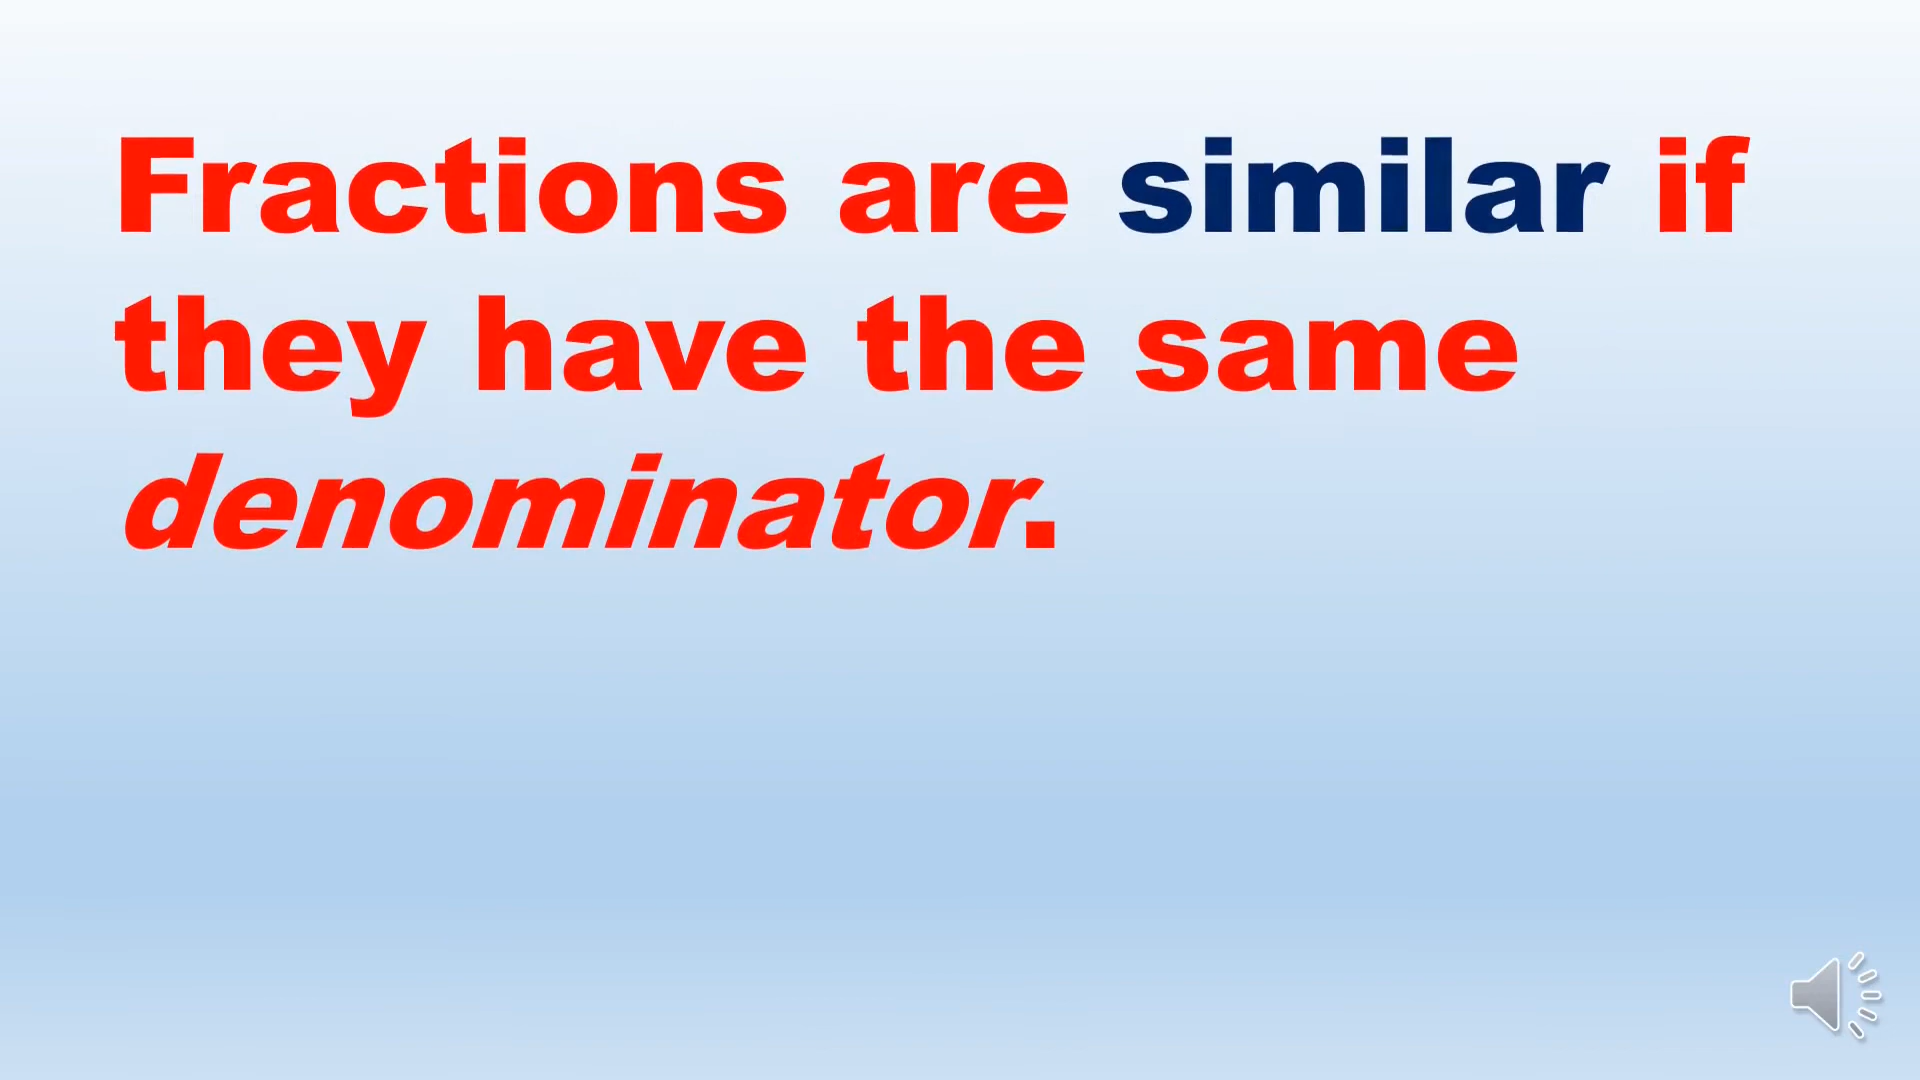 Fractions are similar if
they have the same
denominator.